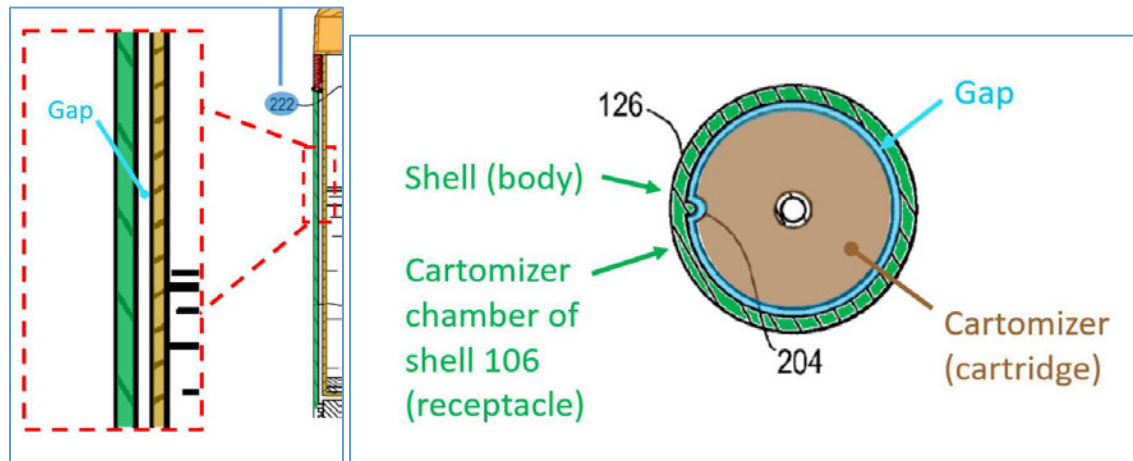 Gap
222
126
Gap
Shell (body)
Cartomizer
chamber of
shell 106
(receptacle)
204
Cartomizer
(cartridge)